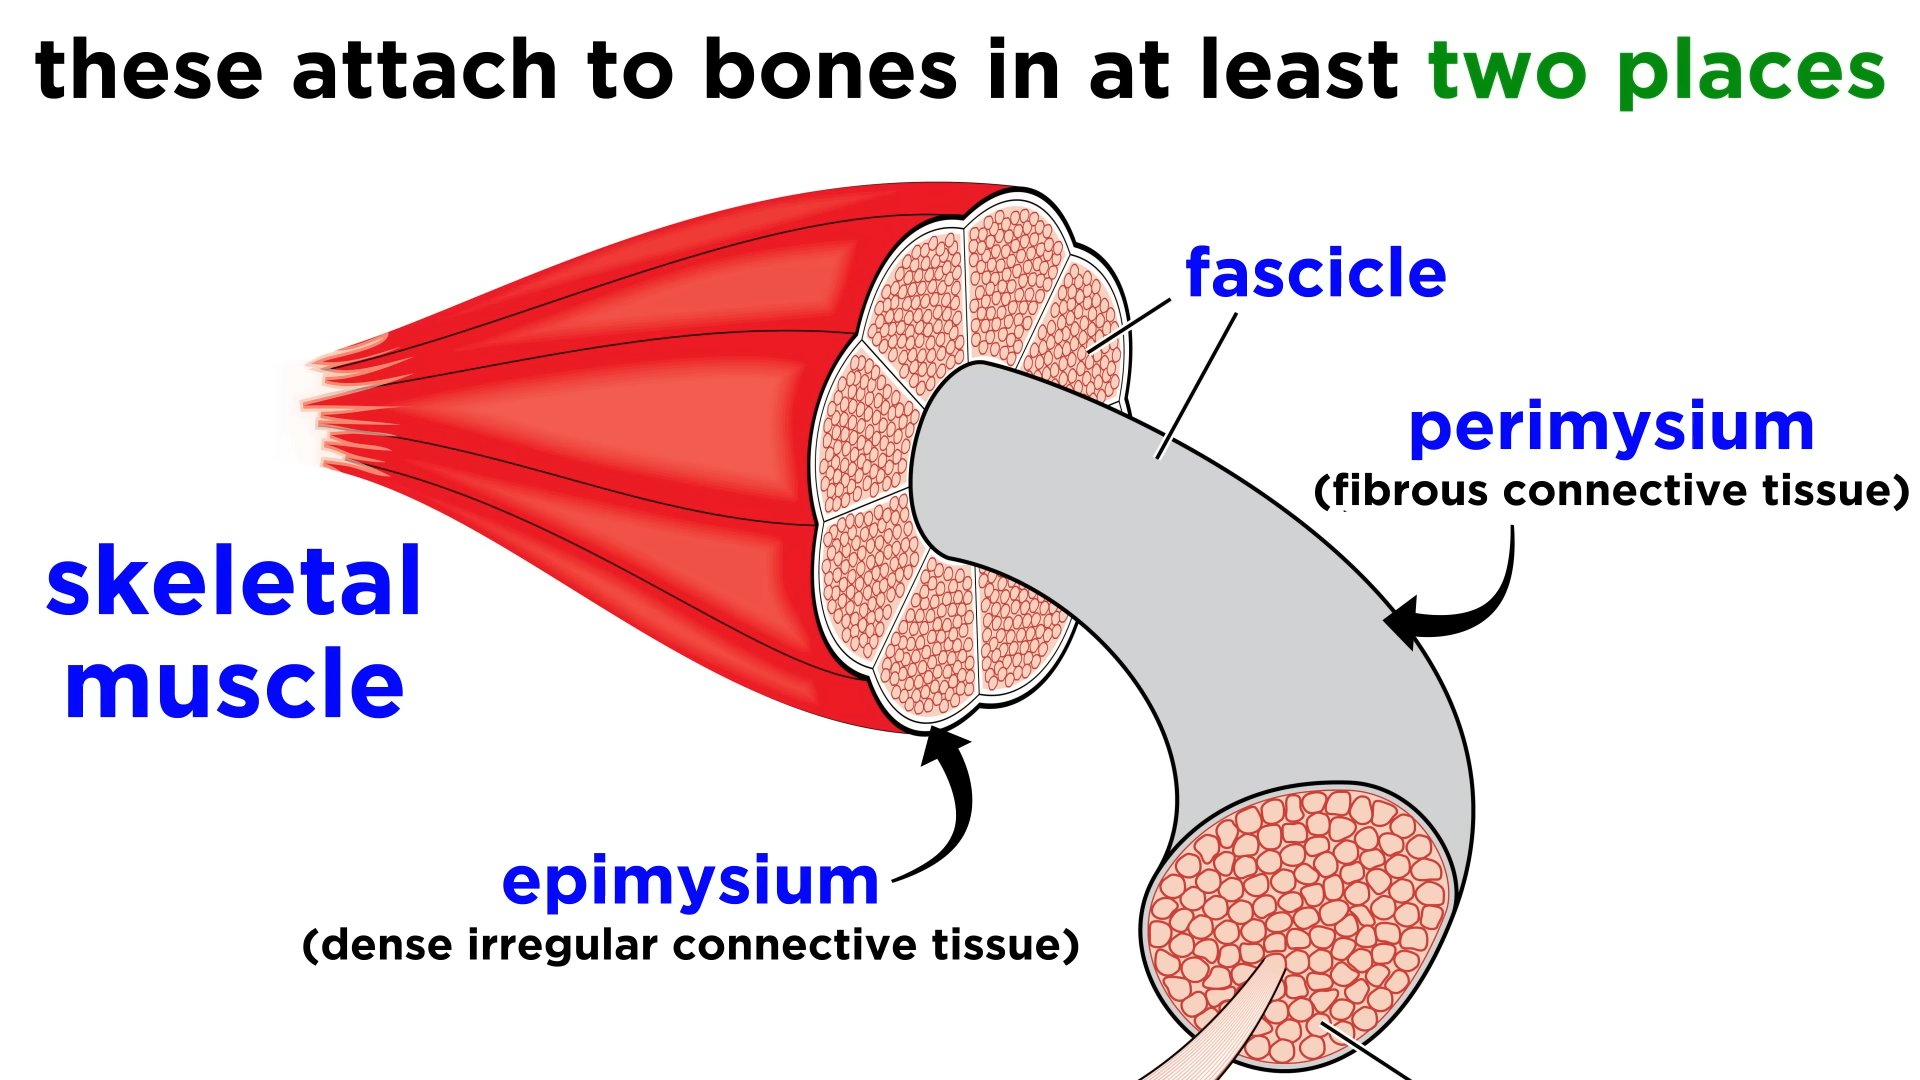 these attach to bones in at least two places
fascicle
perimysium
(fibrous connective tissue)
skeletal
muscle
epimysium
(dense irregular connective tissue)